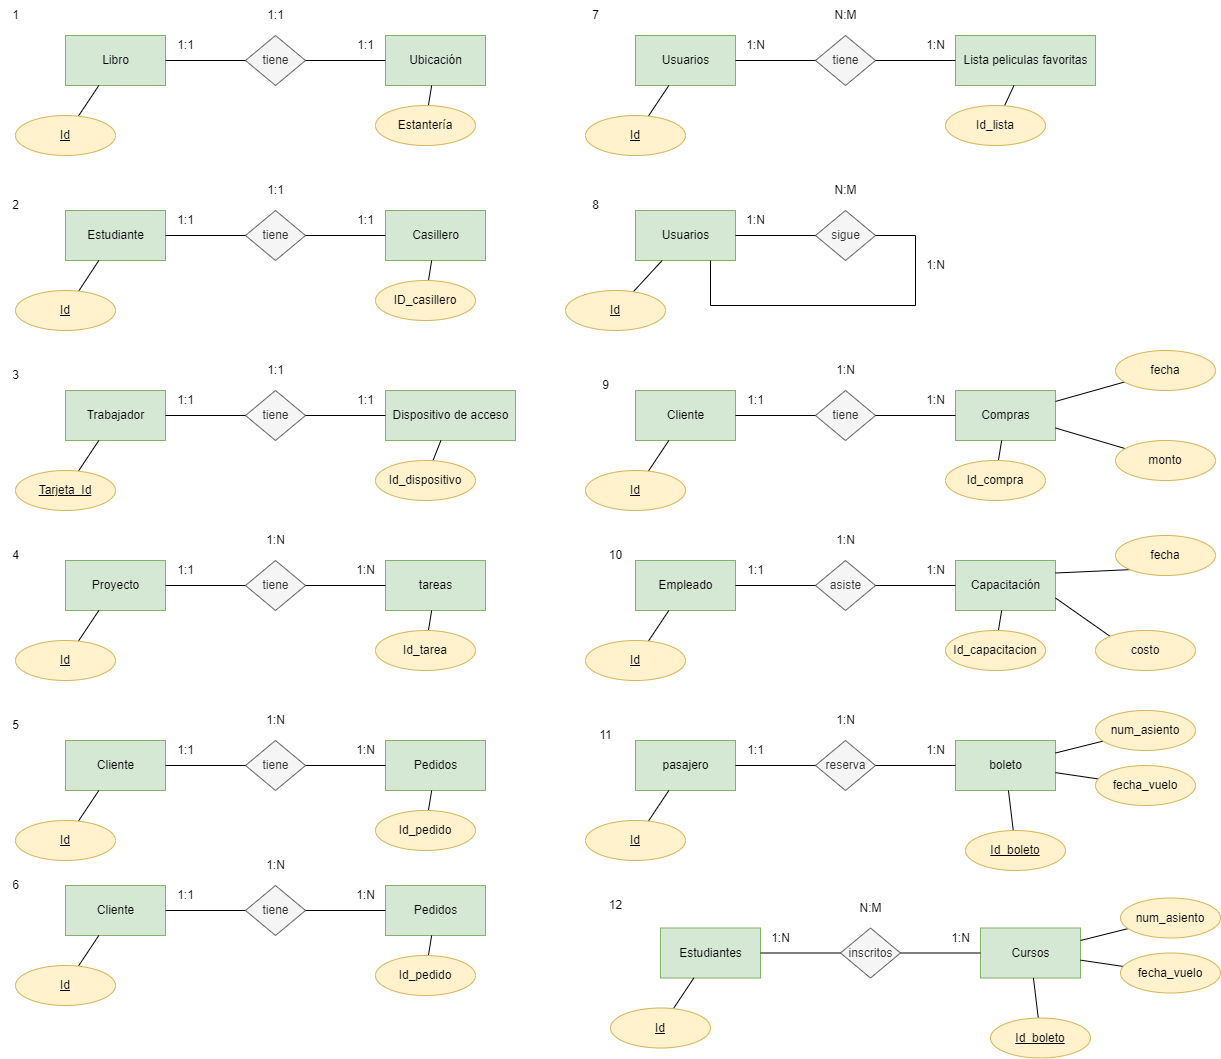 1
1:1
Libro
1:1
tiene
1:1
Ubicación
Id
Estantería
2
1:1
Estudiante
1:1
tiene
1:1
Casillero
Id
ID_casillero
3
1:1
Trabajador
1:1
tiene
1:1
Dispositivo de acceso
Tarjeta_Id
Id_dispositivo
4
1:N
Proyecto
1:1
tiene
1:N
tareas
Id
Id_tarea
5
1:N
Cliente
1:1
tiene
1:N
Pedidos
Id
Id_pedido
6
1:N
Cliente
1:1
tiene
1:N
Pedidos
Id
Id_pedido
7
N:M
Usuarios
1:N
tiene
1:N
Lista peliculas favoritas
Id
Id_lista
8
N:M
Usuarios
1:N
sigue
1:N
Id
9
1:N
Cliente
1:1
tiene
1:N
Compras
fecha
monto
Id
Id_compra
10
1:N
Empleado
1:1
asiste
1:N
Capacitación
fecha
costo
Id
Id_capacitacion
11
1:N
pasajero
1:1
reserva
1:N
boleto
num_asiento
fecha_vuelo
Id
Id_boleto
12
N:M
Estudiantes
1:N
inscritos
1:N
Cursos
num_asiento
fecha_vuelo
Id
Id_boleto